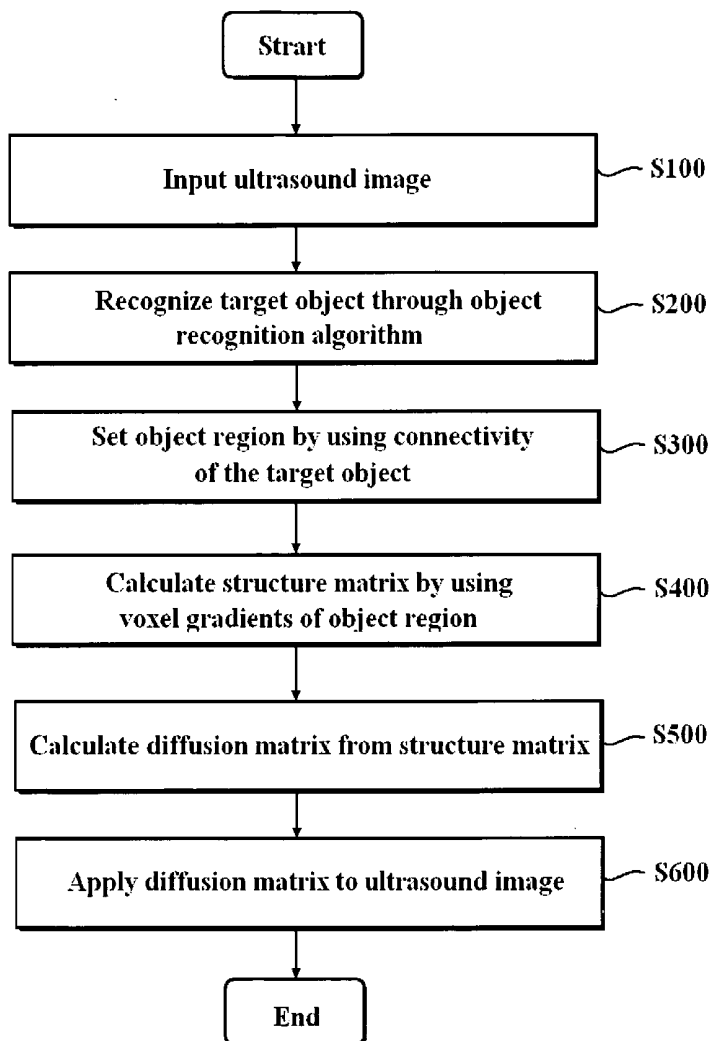 Strart
Input ultrasound image
S100
Recognize target object through object
recognition algorithm
S200
Set object region by using connectivity
of the target object
S300
Calculate structure matrix by using
voxel gradients of object region
S400
Calculate diffusion matrix from structure matrix
S500
Apply diffusion matrix to ultrasound image
S600
End